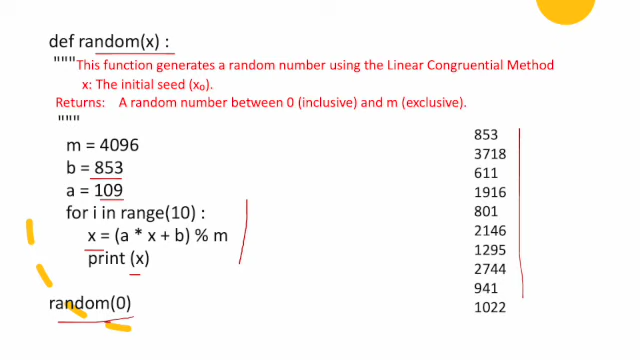 def random(x) :
"""This function generates a random number using the Linear Congruential Method
x: The initial seed (x₀).
Returns: A random number between 0 (inclusive) and m (exclusive).
"""
m = 4096
b = 853
a = 109
for i in range(10) :
x = (a * x + b) % m
print (x)
random(0)
853
3718
611
1916
801
2146
1295
2744
941
1022